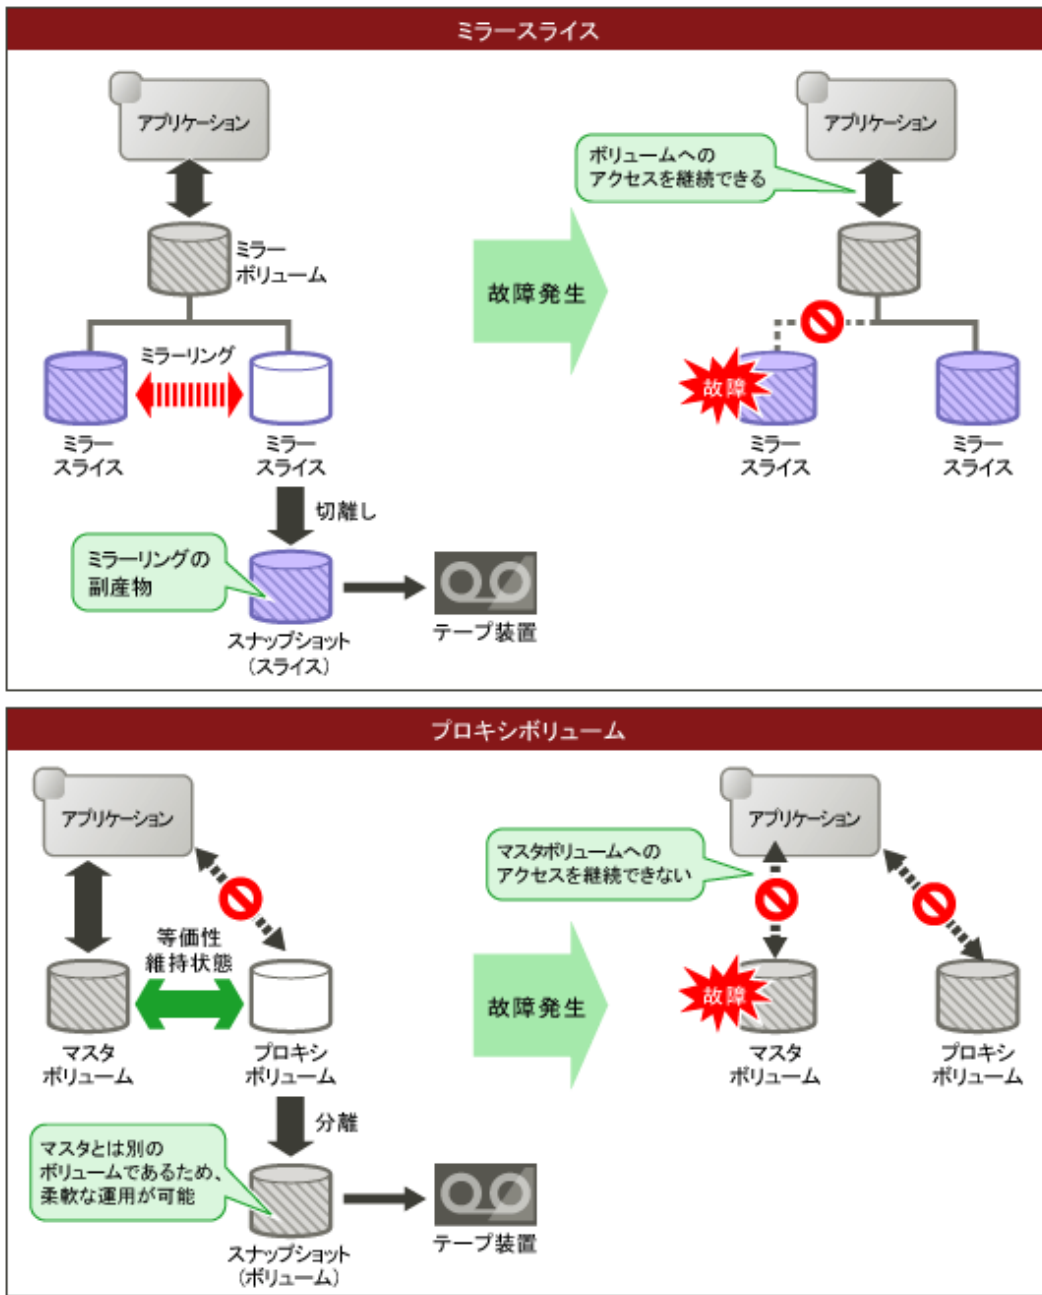 ミラースライス
アプリケーション
ミラー
ボリューム
ミラーリング
ミラー
スライス
ミラー
スライス
切離し
ミラーリングの
副産物
スナップショット
(スライス)
テープ装置
故障発生
アプリケーション
ボリュームへの
アクセスを継続できる
故障
ミラー
スライス
ミラー
スライス
プロキシボリューム
アプリケーション
等価性
維持状態
マスタ
ボリューム
プロキシ
ボリューム
分離
マスタとは別の
ボリュームであるため、
柔軟な運用が可能
スナップショット
(ボリューム)
テープ装置
故障発生
アプリケーション
マスタボリュームへの
アクセスを継続できない
故障
マスタ
ボリューム
プロキシ
ボリューム